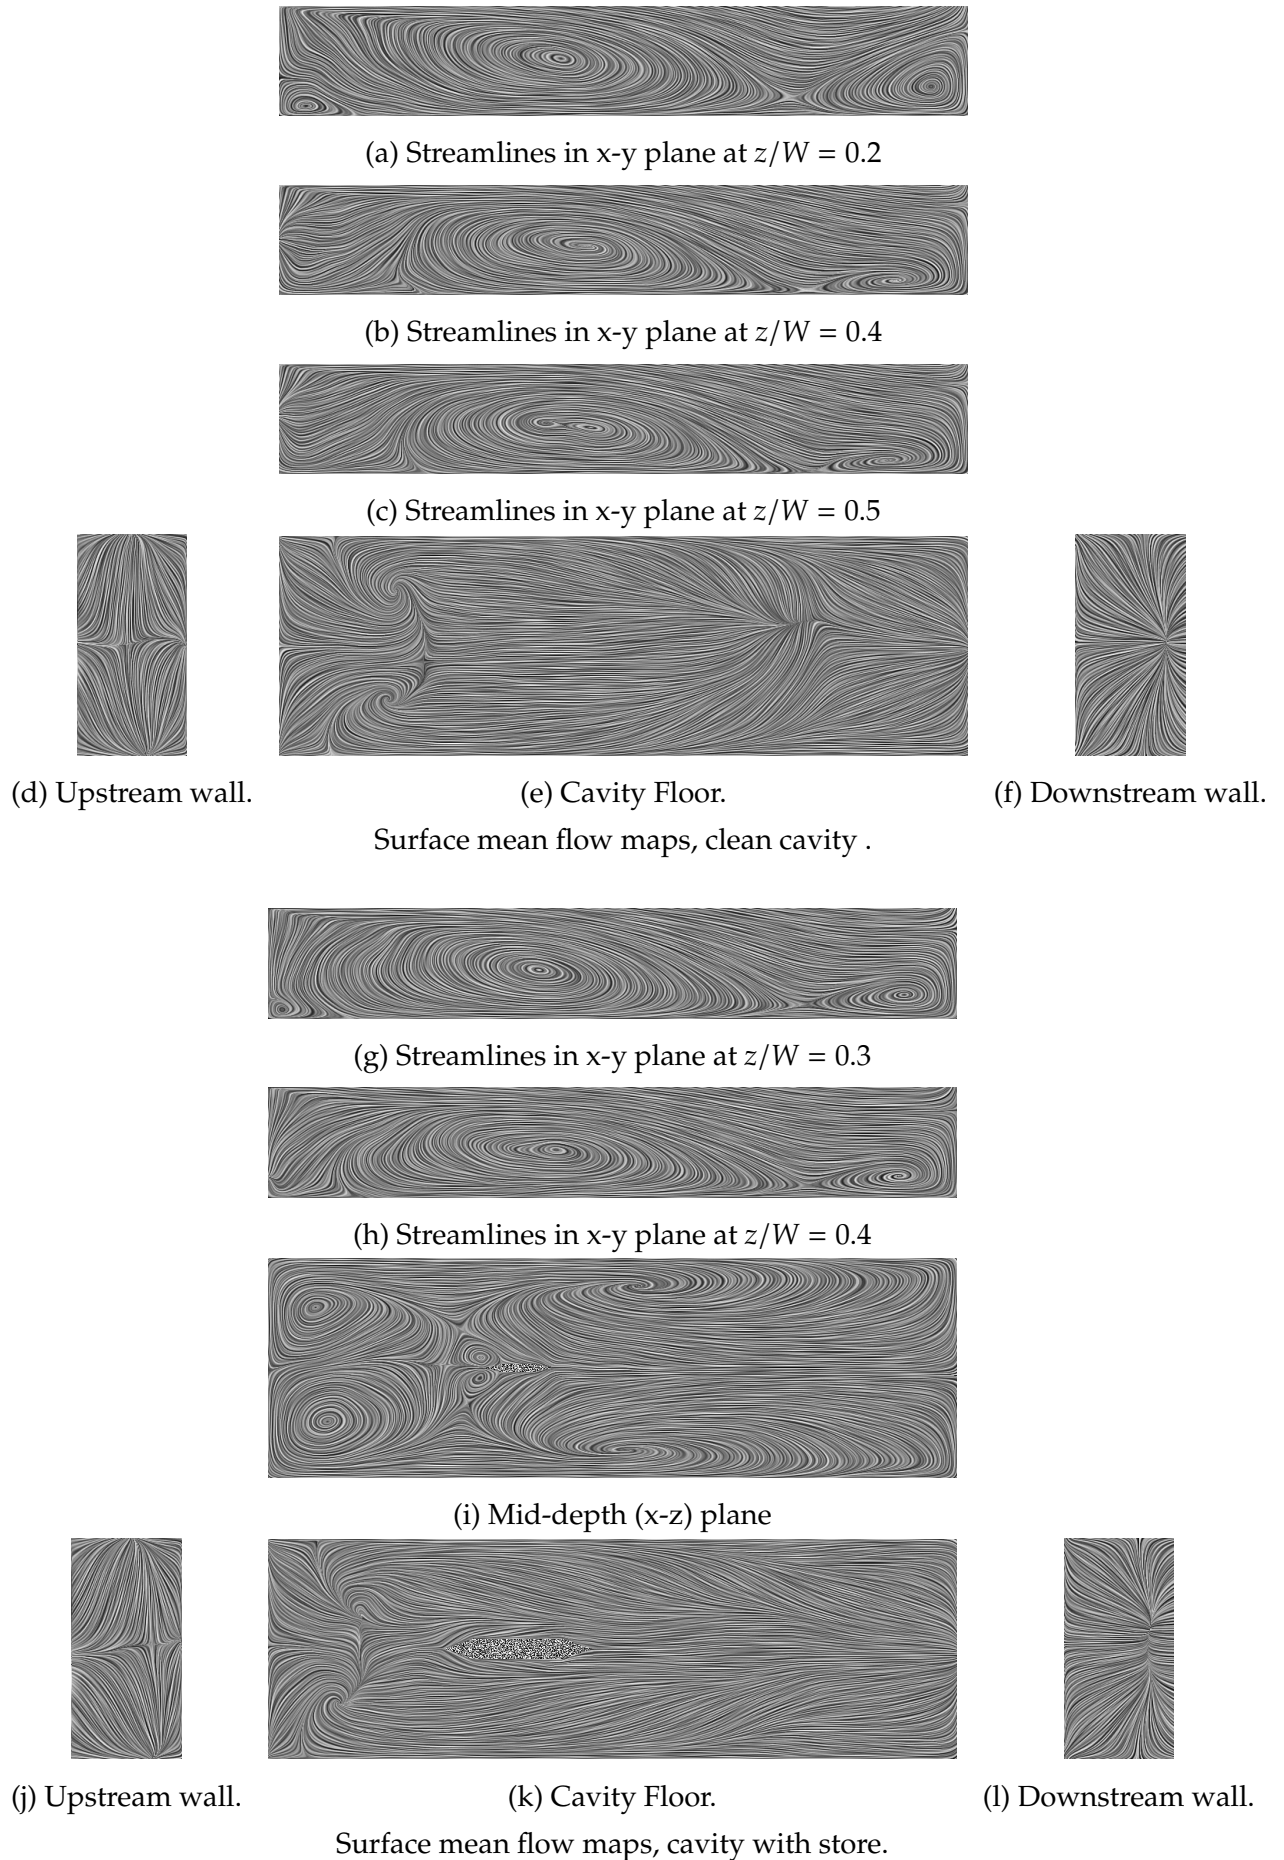 (a) Streamlines in x-y plane at z/W = 0.2
(b) Streamlines in x-y plane at z/W = 0.4
(c) Streamlines in x-y plane at z/W = 0.5
(d) Upstream wall.
(e) Cavity Floor.
(f) Downstream wall.
Surface mean flow maps, clean cavity .
(g) Streamlines in x-y plane at z/W = 0.3
(h) Streamlines in x-y plane at z/W = 0.4
(i) Mid-depth (x-z) plane
(j) Upstream wall.
(k) Cavity Floor.
(l) Downstream wall.
Surface mean flow maps, cavity with store.